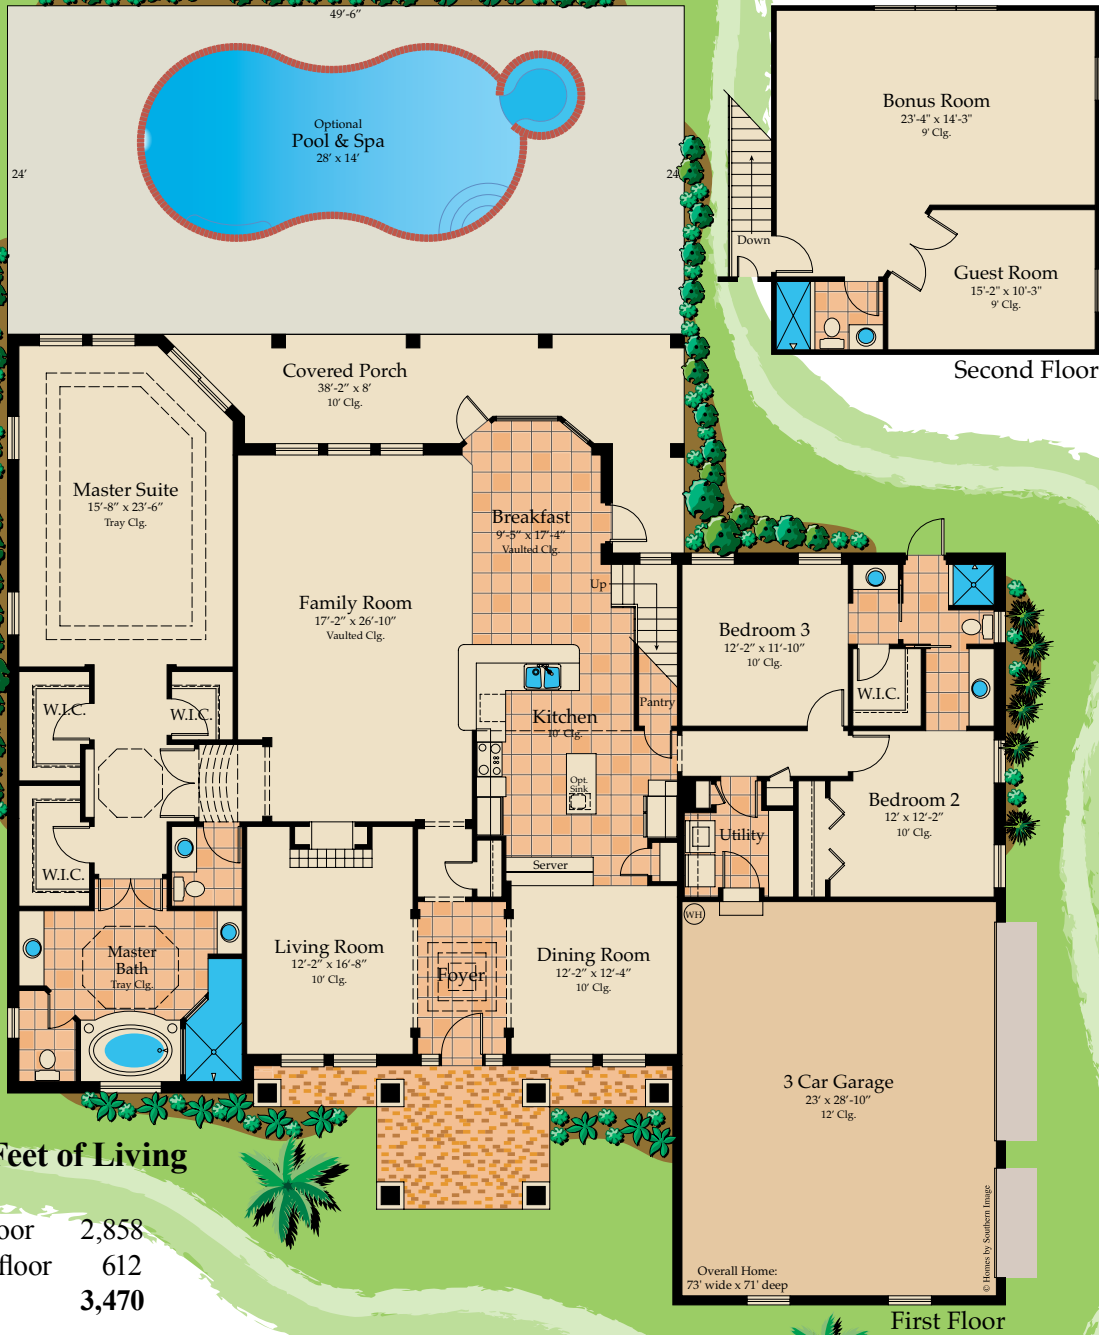 49'-6"
Optional
Pool & Spa
28' x 14'
24'
24'
Bonus Room
23'-4" x 14'-3"
9' Clg.
Down
Guest Room
15'-2" x 10'-3"
9' Clg.
Second Floor
Covered Porch
38'-2" x 8'
10' Clg.
Master Suite
15'-8" x 23'-6"
Tray Clg.
Breakfast
9'-5" x 17'-4"
Vaulted Clg.
Family Room
17'-2" x 26'-10"
Vaulted Clg.
Up
Bedroom 3
12'-2" x 11'-10"
10' Clg.
W.I.C.
W.I.C.
W.I.C.
Pantry
Kitchen
10' Clg.
Opt.
Sink
Bedroom 2
12' x 12'-2"
10' Clg.
Utility
Server
W.I.C.
WH
Living Room
12'-2" x 16'-8"
10' Clg.
Foyer
Dining Room
12'-2" x 12'-4"
10' Clg.
Master
Bath
Tray Clg.
3 Car Garage
23' x 28'-10"
12' Clg.
Feet of Living
oor 2,858
floor 612
3,470
Overall Home:
73' wide x 71' deep
© Homes by Southern Image
First Floor